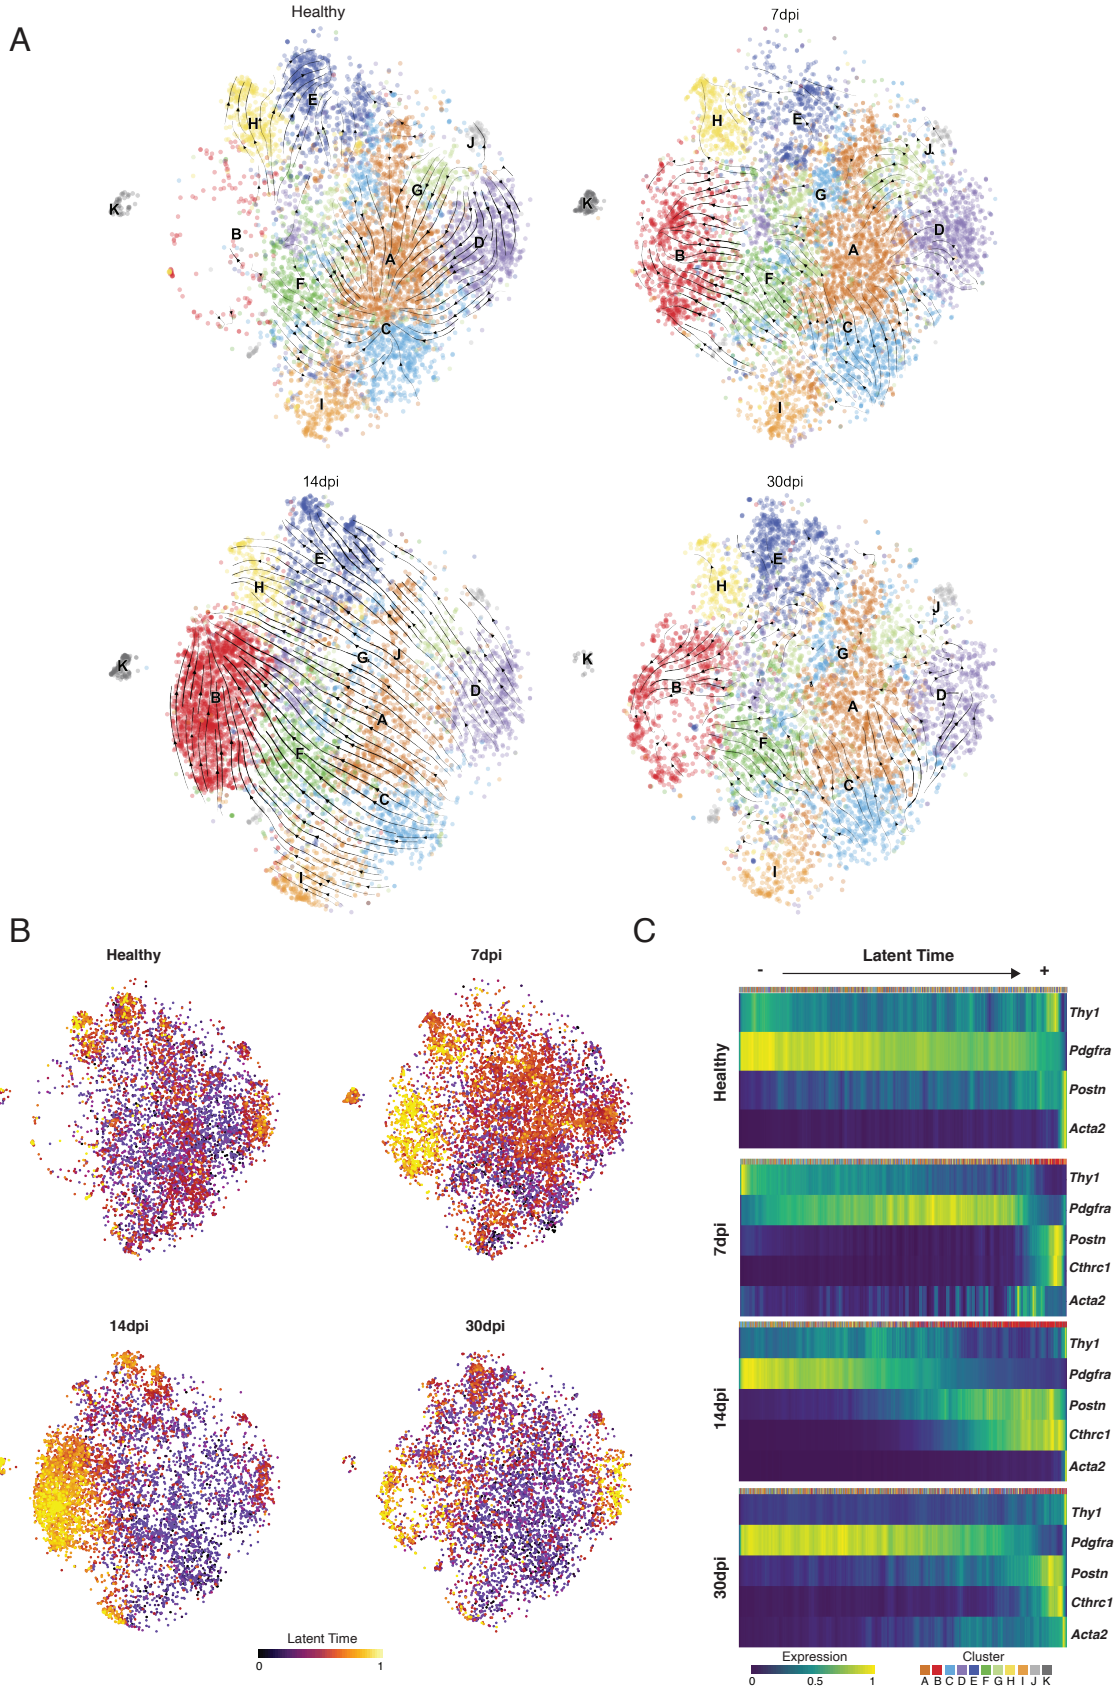 A
Healthy
E
H
J
K
G
B
D
A
F
C
I
7dpi
H
E
J
K
G
D
B
A
F
C
I
14dpi
E
H
K
G
J
B
D
A
F
C
I
30dpi
E
H
J
K
G
B
D
A
F
C
I
B
Healthy
7dpi
14dpi
30dpi
Latent Time
0 1
C
Latent Time
- +
Healthy
Thy1
Pdgfra
Postn
Acta2
7dpi
Thy1
Pdgfra
Postn
Cthrc1
Acta2
14dpi
Thy1
Pdgfra
Postn
Cthrc1
Acta2
30dpi
Thy1
Pdgfra
Postn
Cthrc1
Acta2
Expression
0 0.5 1
Cluster
A B C D E F G H I J K